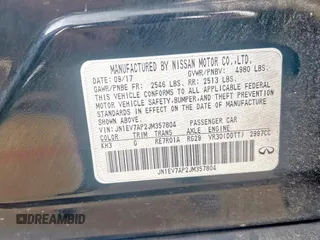 MANUFACTURED BY NISSAN MOTOR CO.,LTD.
DATE: 09/17 GVWR/PNBV: 4980 LBS.
GAWR/PNBE FR: 2546 LBS. RR: 2513 LBS.
THIS VEHICLE CONFORMS TO ALL APPLICABLE
FEDERAL MOTOR VEHICLE SAFETY,BUMPER,AND THEFT
PREVENTION STANDARDS IN EFFECT ON THE DATE
OF MANUFACTURE SHOWN ABOVE.
VIN: JN1EV7AP2JM357804 PASSENGER CAR
COLOR TRIM TRANS AXLE ENGINE
KH3 RE7R01A VR30(DDTT) 2997CC
INFINITI
JN1EV7AP2JM357804
DREAMBID